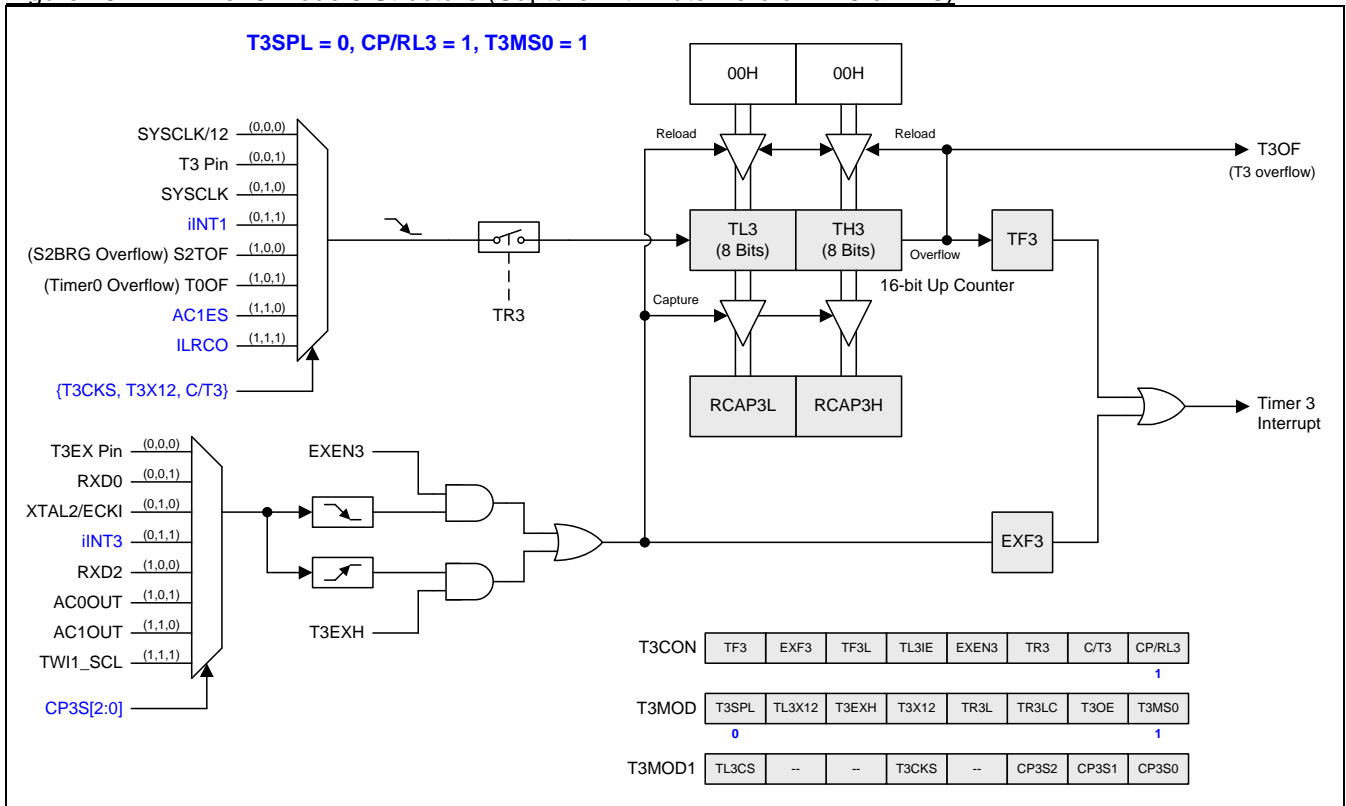 T3SPL = 0, CP/RL3 = 1, T3MS0 = 1
00H 00H
SYSCLK/12 (0,0,0)
T3 Pin (0,0,1)
SYSCLK (0,1,0)
iINT1 (0,1,1)
(S2BRG Overflow) S2TOF (1,0,0)
(Timer0 Overflow) T0OF (1,0,1)
AC1ES (1,1,0)
ILRCO (1,1,1)
{T3CKS, T3X12, C/T3}
TR3
Reload Reload
T3OF
(T3 overflow)
TL3
(8 Bits)
TH3
(8 Bits)
Overflow
TF3
16-bit Up Counter
Capture
RCAP3L RCAP3H
Timer 3
Interrupt
T3EX Pin (0,0,0)
RXD0 (0,0,1)
XTAL2/ECKI (0,1,0)
iINT3 (0,1,1)
RXD2 (1,0,0)
AC0OUT (1,0,1)
AC1OUT (1,1,0)
TWI1_SCL (1,1,1)
CP3S[2:0]
EXEN3
T3EXH
EXF3
T3CON TF3 EXF3 TF3L TL3IE EXEN3 TR3 C/T3 CP/RL3
1
T3MOD T3SPL TL3X12 T3EXH T3X12 TR3L TR3LC T3OE T3MS0
0 1
T3MOD1 TL3CS -- -- T3CKS -- CP3S2 CP3S1 CP3S0